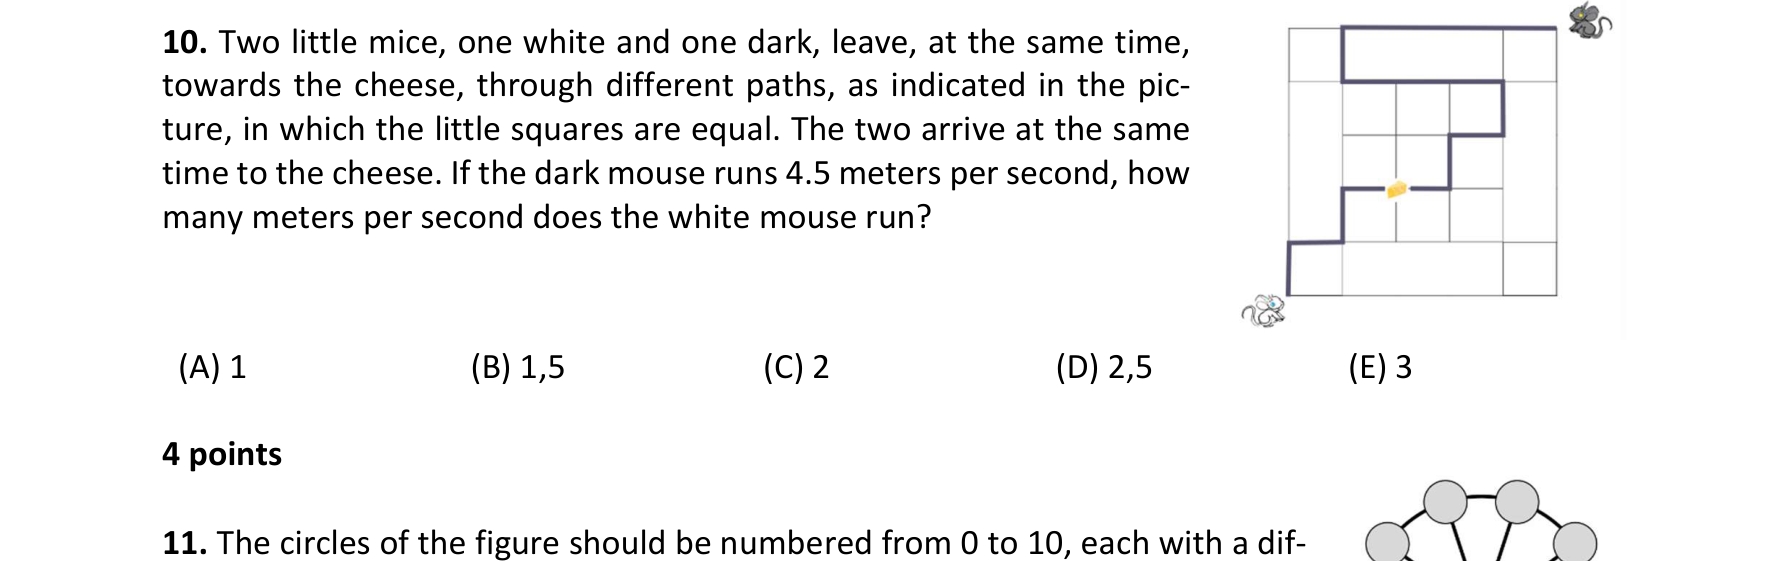 10. Two little mice, one white and one dark, leave, at the same time,
towards the cheese, through different paths, as indicated in the pic-
ture, in which the little squares are equal. The two arrive at the same
time to the cheese. If the dark mouse runs 4.5 meters per second, how
many meters per second does the white mouse run?
(A) 1 (B) 1,5 (C) 2 (D) 2,5 (E) 3
4 points
11. The circles of the figure should be numbered from 0 to 10, each with a dif-